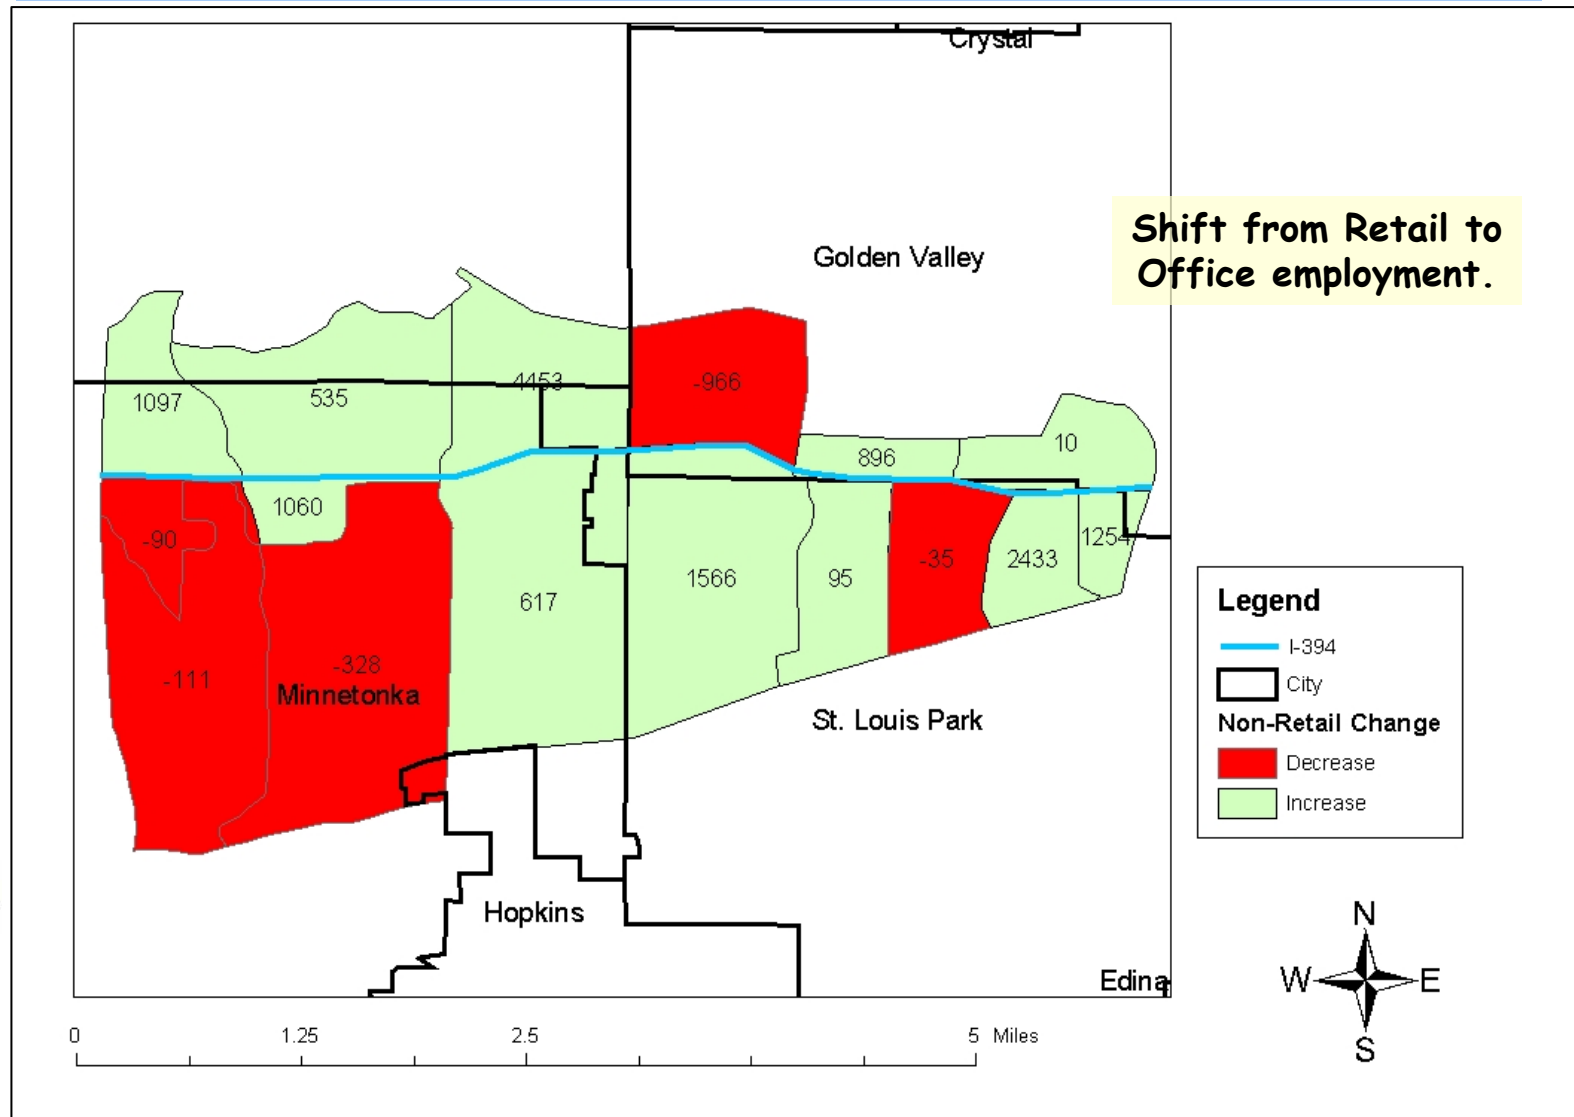 Crystal
Golden Valley
Shift from Retail to
Office employment.
4453
-966
535
1097
10
896
1060
-90
-35
2433
1254
1566
95
617
-328
-111
Minnetonka
St. Louis Park
Hopkins
Edina
Legend
I-394
City
Non-Retail Change
Decrease
Increase
N
W E
S
0 1.25 2.5 5 Miles